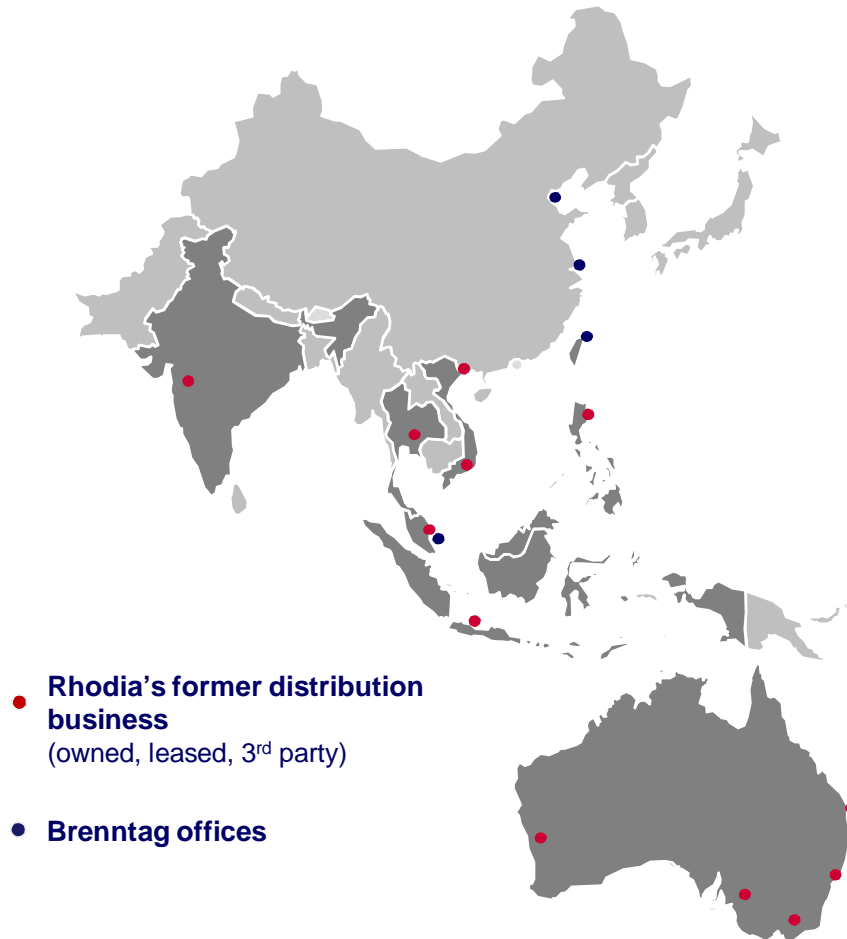 Rhodia’s former distribution
business
(owned, leased, 3rd party)
Brenntag offices